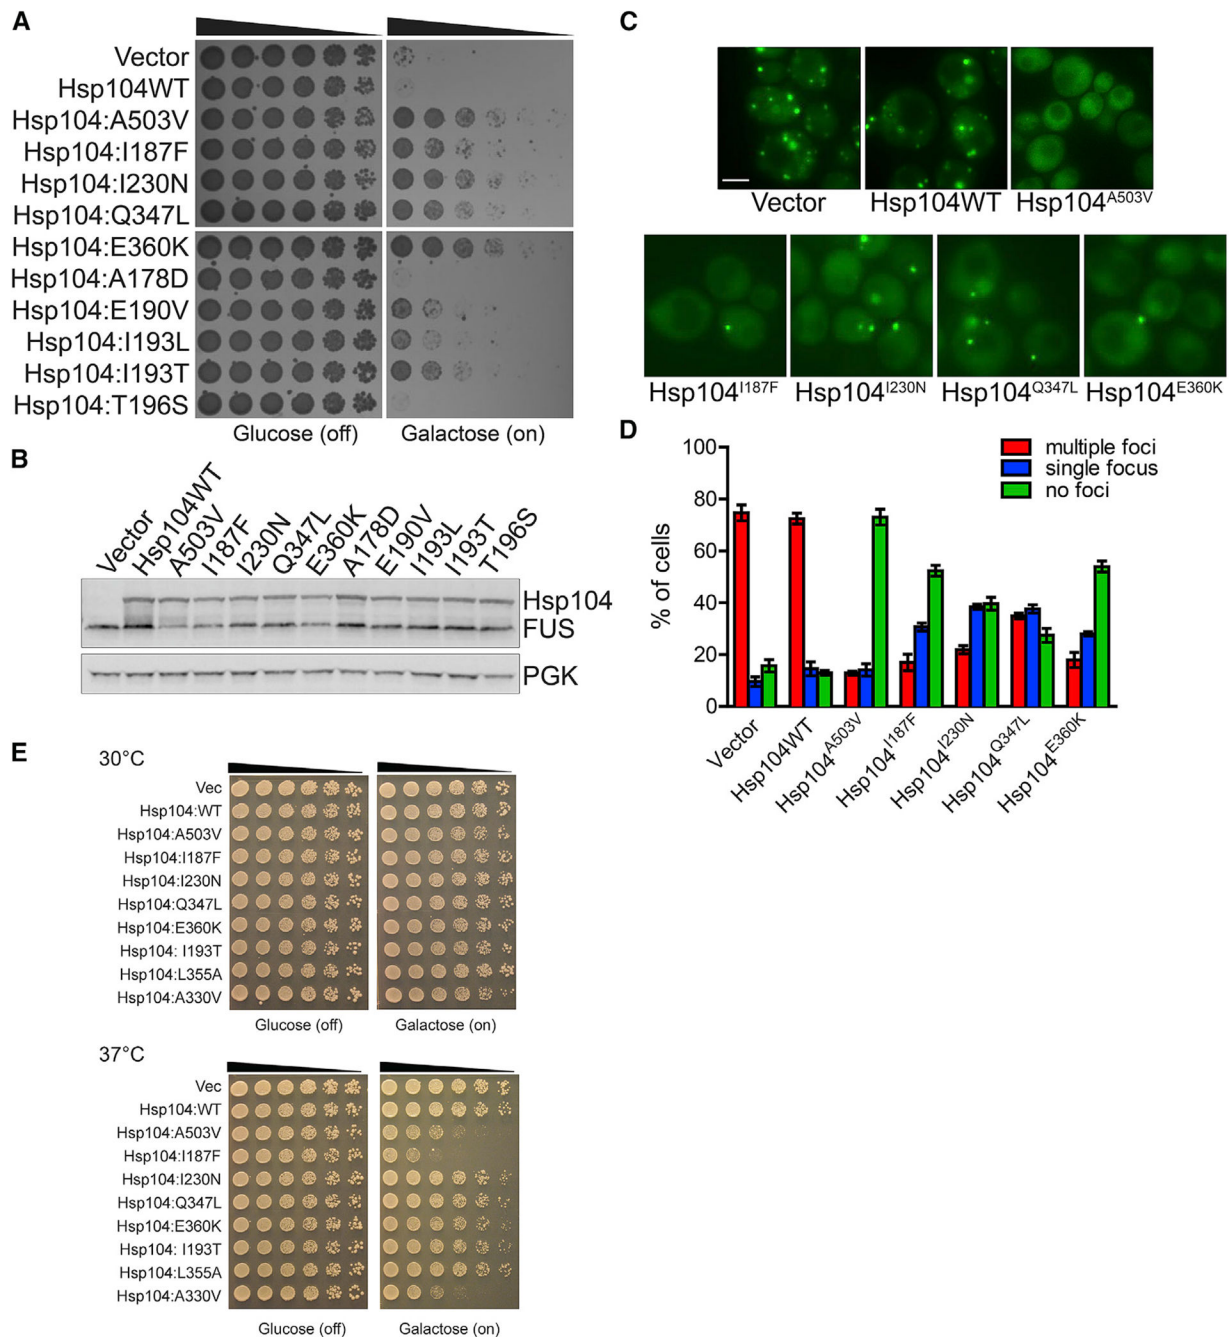 A
Vector
Hsp104WT
Hsp104:A503V
Hsp104:I187F
Hsp104:I230N
Hsp104:Q347L
Hsp104:E360K
Hsp104:A178D
Hsp104:E190V
Hsp104:I193L
Hsp104:I193T
Hsp104:T196S
Glucose (off)
Galactose (on)
B
Vector
Hsp104WT
A503V
I187F
I230N
Q347L
E360K
A178D
E190V
I193L
I193T
T196S
Hsp104
FUS
PGK
C
Vector
Hsp104WT
Hsp104A503V
Hsp104I187F
Hsp104I230N
Hsp104Q347L
Hsp104E360K
D
% of cells
100
80
60
40
20
0
multiple foci
single focus
no foci
Vector
Hsp104WT
Hsp104A503V
Hsp104I187F
Hsp104I230N
Hsp104Q347L
Hsp104E360K
E
30°C
Vec
Hsp104:WT
Hsp104:A503V
Hsp104:I187F
Hsp104:I230N
Hsp104:Q347L
Hsp104:E360K
Hsp104: I193T
Hsp104:L355A
Hsp104:A330V
Glucose (off)
Galactose (on)
37°C
Vec
Hsp104:WT
Hsp104:A503V
Hsp104:I187F
Hsp104:I230N
Hsp104:Q347L
Hsp104:E360K
Hsp104: I193T
Hsp104:L355A
Hsp104:A330V
Glucose (off)
Galactose (on)